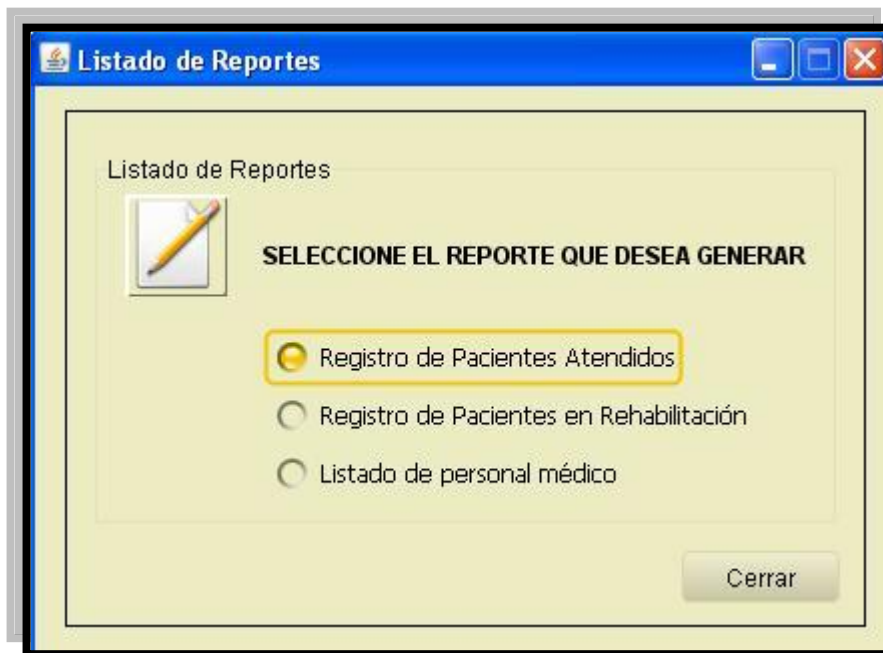 Listado de Reportes
Listado de Reportes
SELECCIONE EL REPORTE QUE DESEA GENERAR
Registro de Pacientes Atendidos
Registro de Pacientes en Rehabilitación
Listado de personal médico
Cerrar